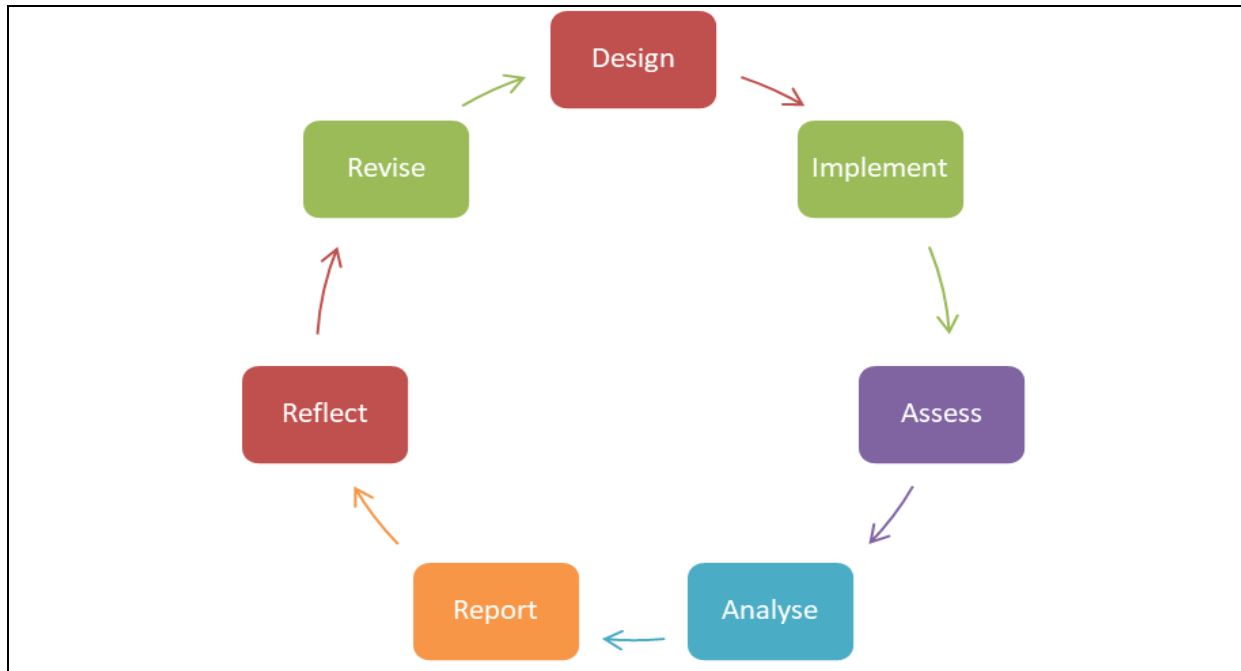 Design
Implement
Assess
Analyse
Report
Reflect
Revise